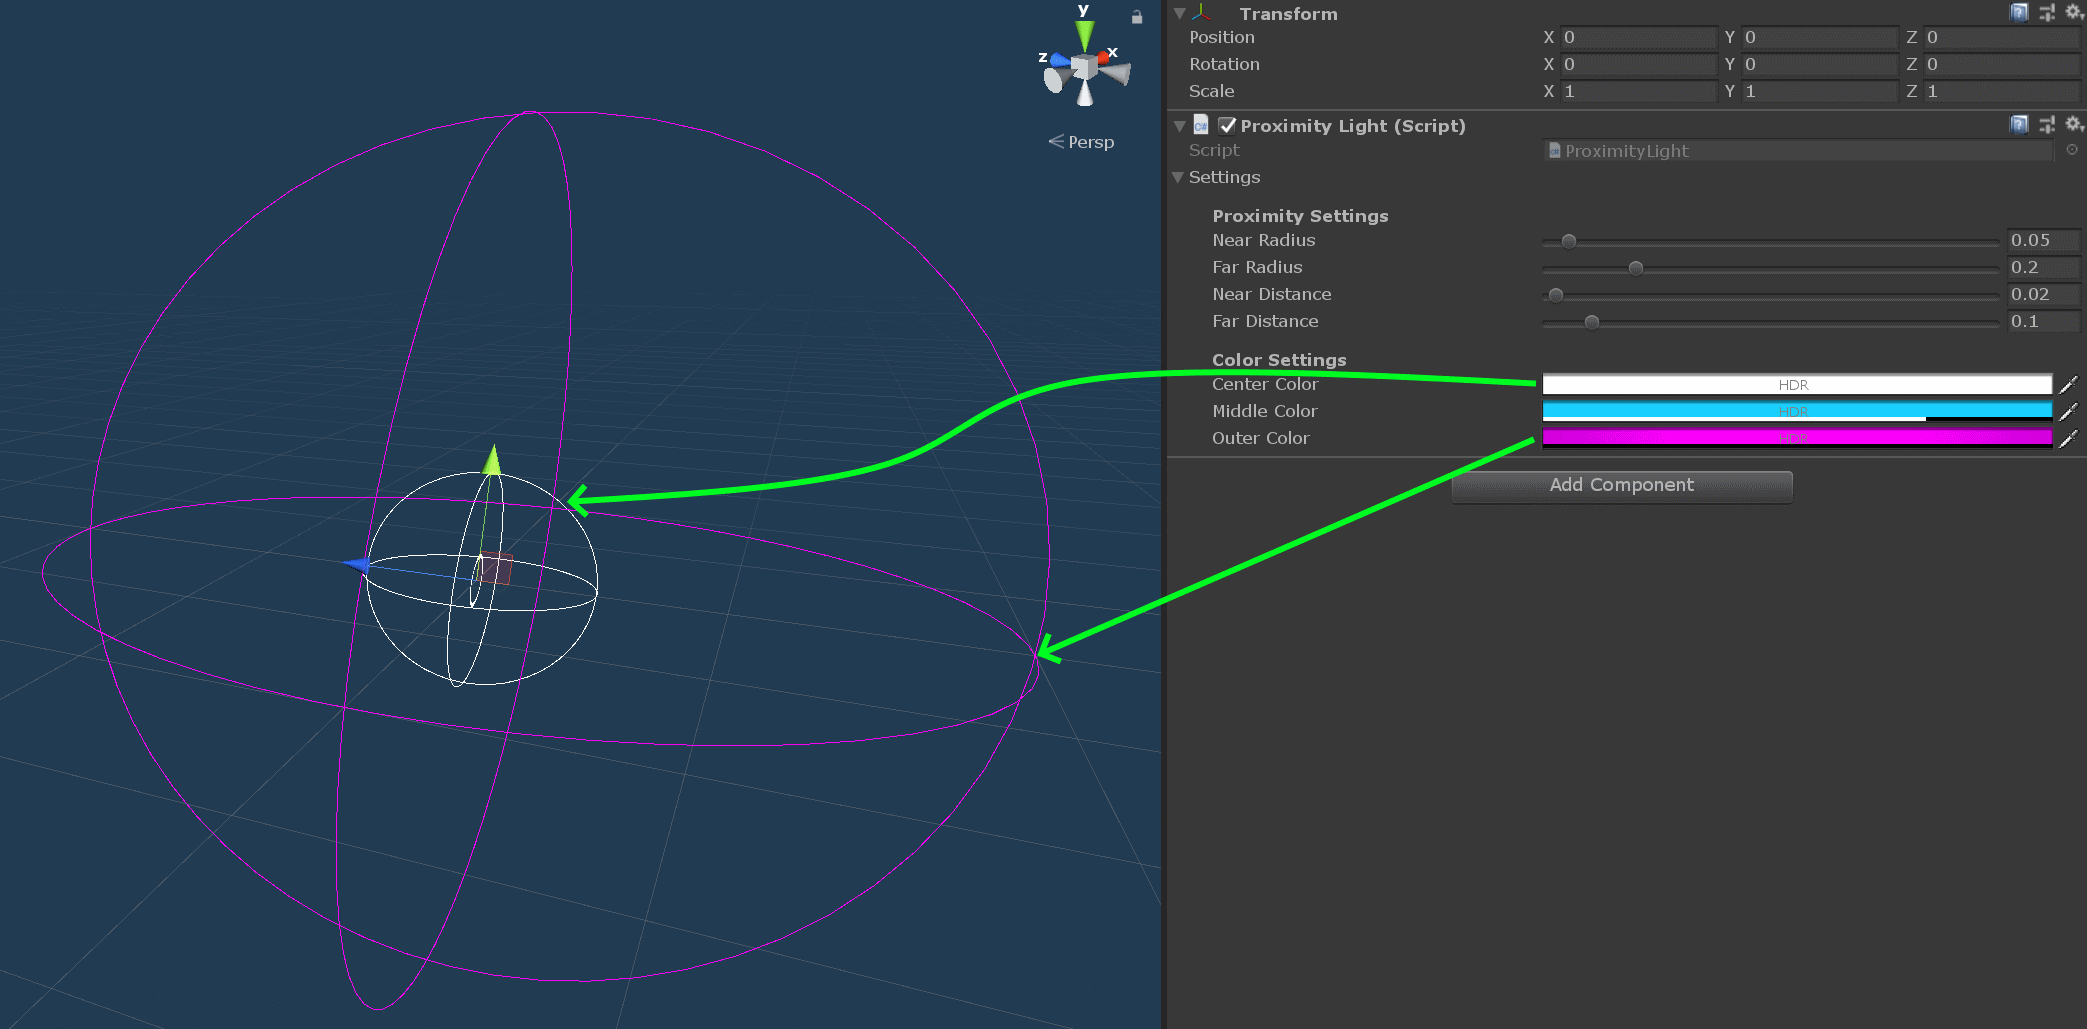 y
z
x
Persp
Transform
Position X 0 Y 0 Z 0
Rotation X 0 Y 0 Z 0
Scale X 1 Y 1 Z 1
C# Proximity Light (Script)
Script ProximityLight
Settings
Proximity Settings
Near Radius 0.05
Far Radius 0.2
Near Distance 0.02
Far Distance 0.1
Color Settings
Center Color HDR
Middle Color HDR
Outer Color HDR
Add Component